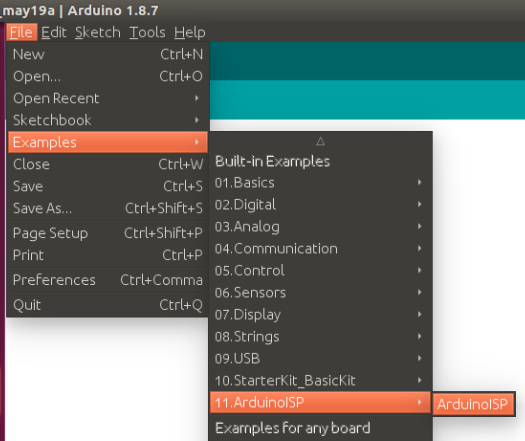 _may19a | Arduino 1.8.7
File Edit Sketch Tools Help
New Ctrl+N
Open... Ctrl+O
Open Recent
Sketchbook
Examples
Close Ctrl+W
Save Ctrl+S
Save As... Ctrl+Shift+S
Page Setup Ctrl+Shift+P
Print Ctrl+P
Preferences Ctrl+Comma
Quit Ctrl+Q
Built-in Examples
01.Basics
02.Digital
03.Analog
04.Communication
05.Control
06.Sensors
07.Display
08.Strings
09.USB
10.StarterKit_BasicKit
11.ArduinoISP
ArduinoISP
Examples for any board